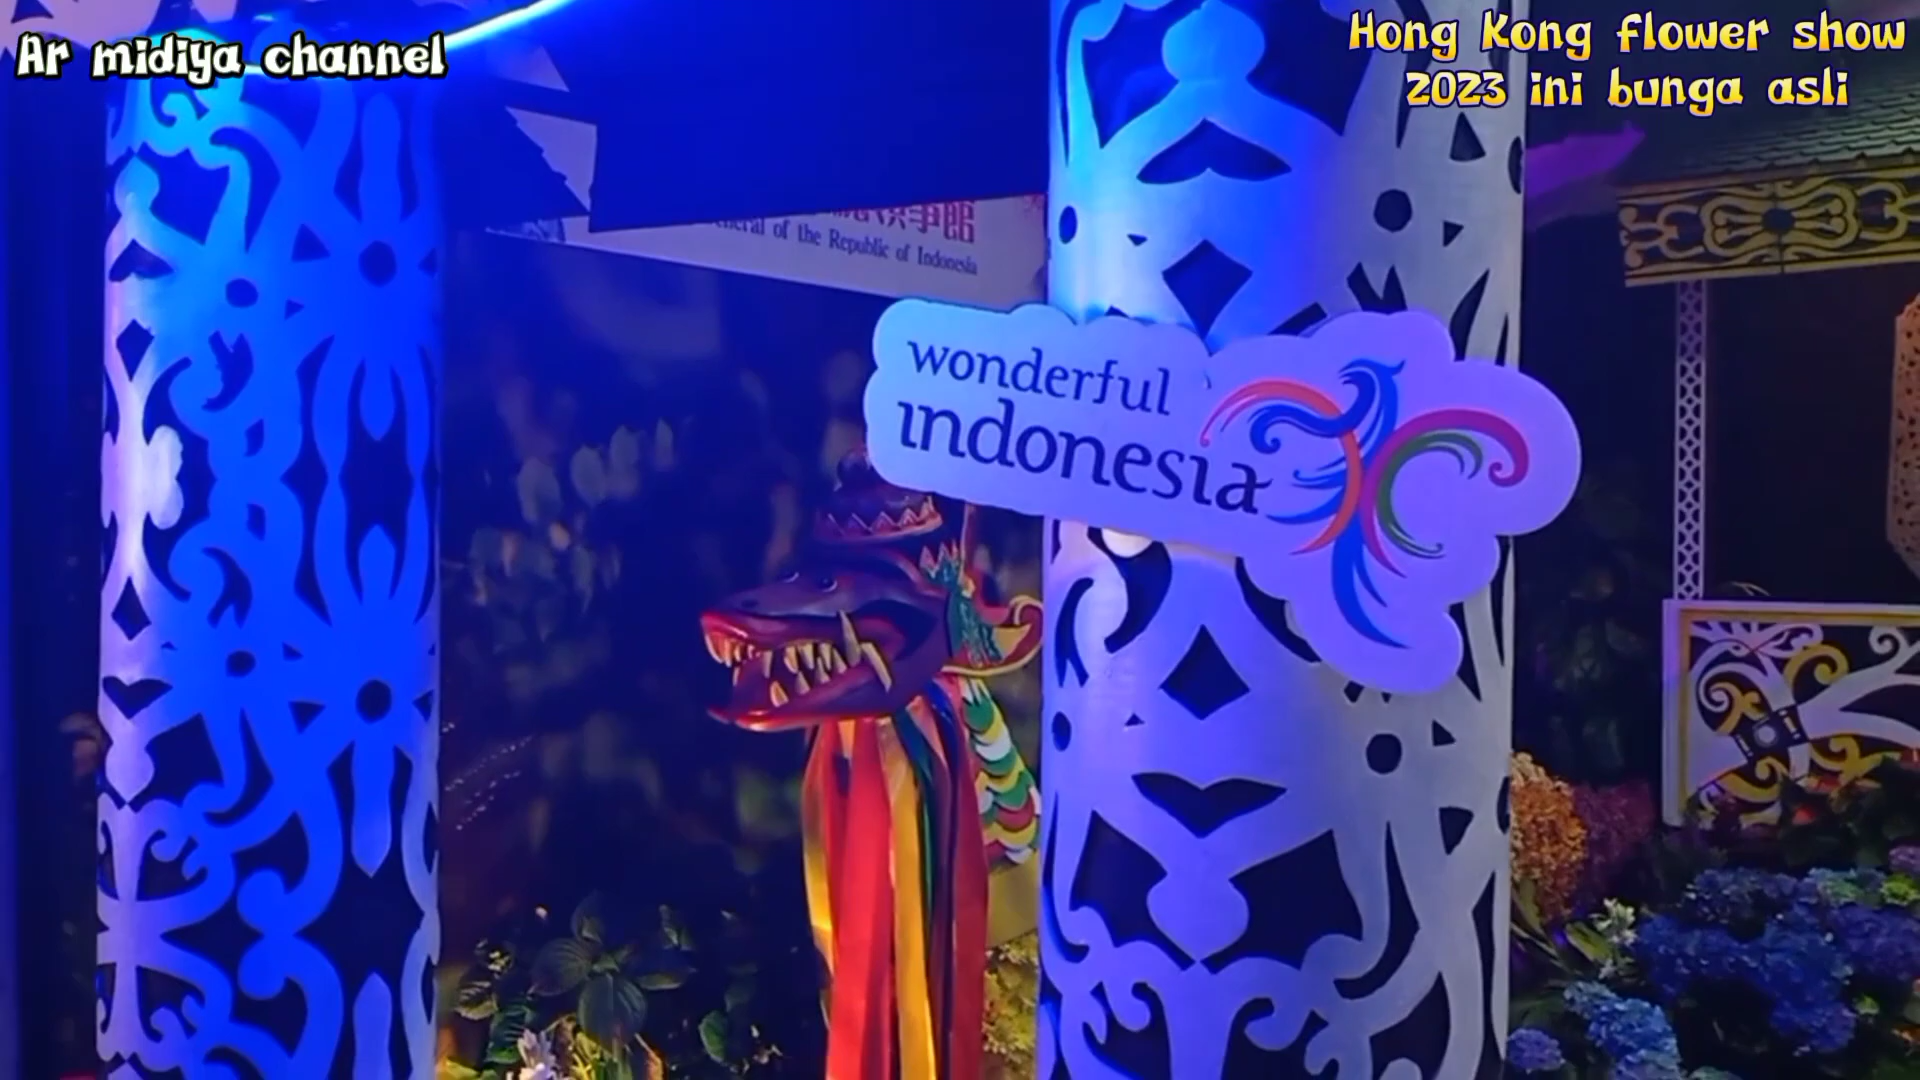 Ar midiya channel
Hong Kong flower show
2023 ini bunga asli
of the Republic of Indonesia
wonderful
indonesia